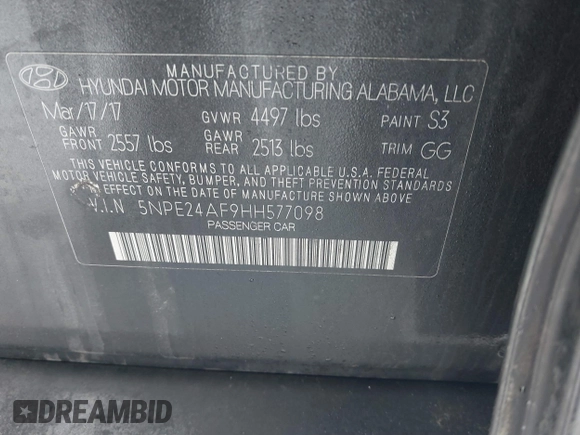 MANUFACTURED BY
HYUNDAI MOTOR MANUFACTURING ALABAMA, LLC
Mar/17/17 GVWR 4497 lbs PAINT S3
GAWR FRONT 2557 lbs GAWR REAR 2513 lbs TRIM GG
THIS VEHICLE CONFORMS TO ALL APPLICABLE U.S.A. FEDERAL
MOTOR VEHICLE SAFETY, BUMPER, AND THEFT PREVENTION STANDARDS
IN EFFECT ON THE DATE OF MANUFACTURE SHOWN ABOVE.
V.I.N 5NPE24AF9HH577098
PASSENGER CAR
DREAMBID